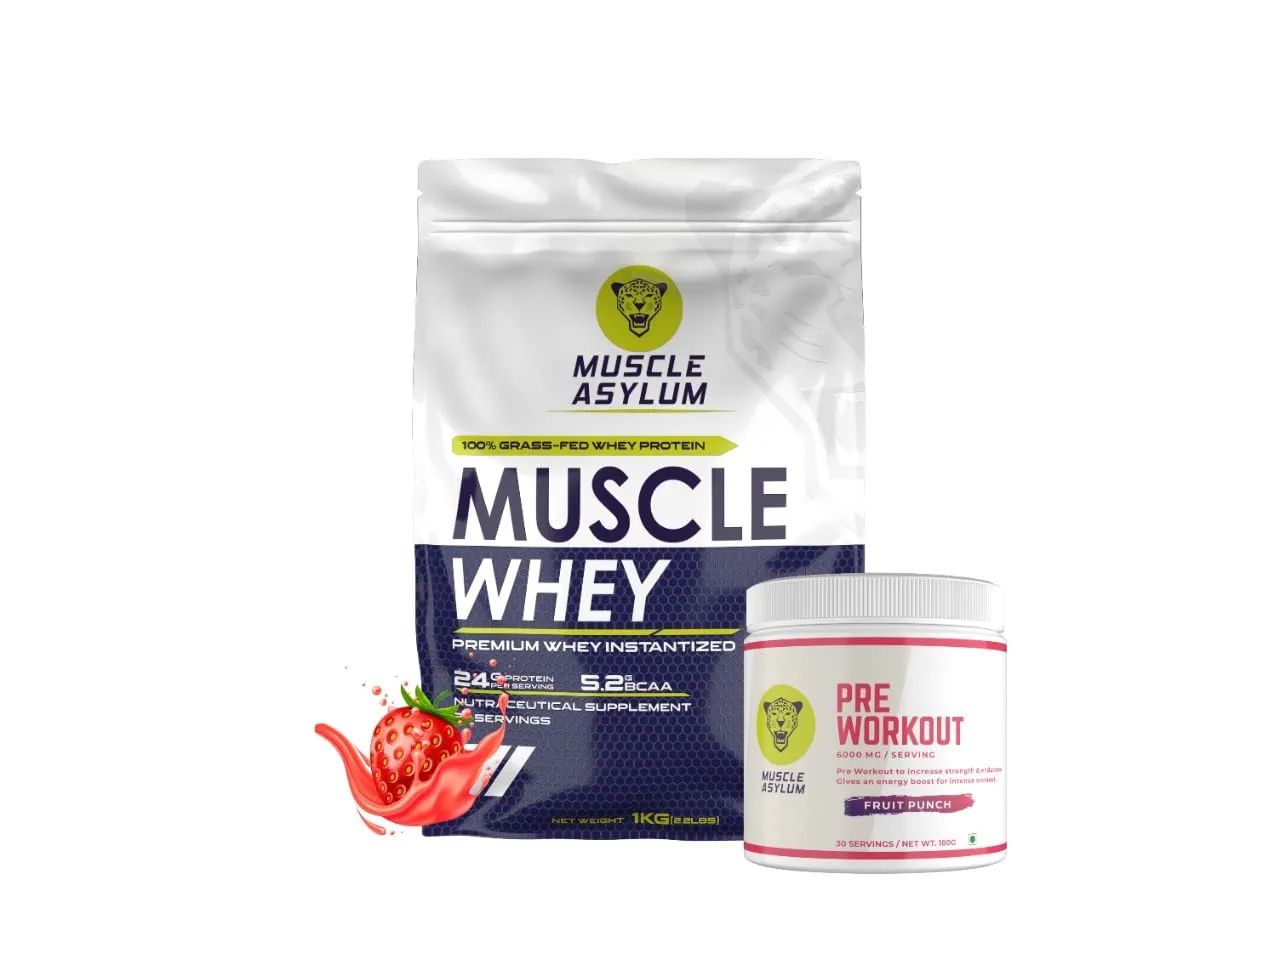 MUSCLE
ASYLUM
100% GRASS-FED WHEY PROTEIN
MUSCLE
WHEY
PREMIUM WHEY INSTANTIZED
24G PROTEIN
PER SERVING
5.2G
BCAA
NUTRACEUTICAL SUPPLEMENT
SERVINGS
NET WEIGHT 1KG(2.2LBS)
PRE
WORKOUT
6000 MG / SERVING
Pre Workout to increase strength &
Gives an energy boost for intense workout.
MUSCLE
ASYLUM
FRUIT PUNCH
30 SERVINGS / NET WT. 180G